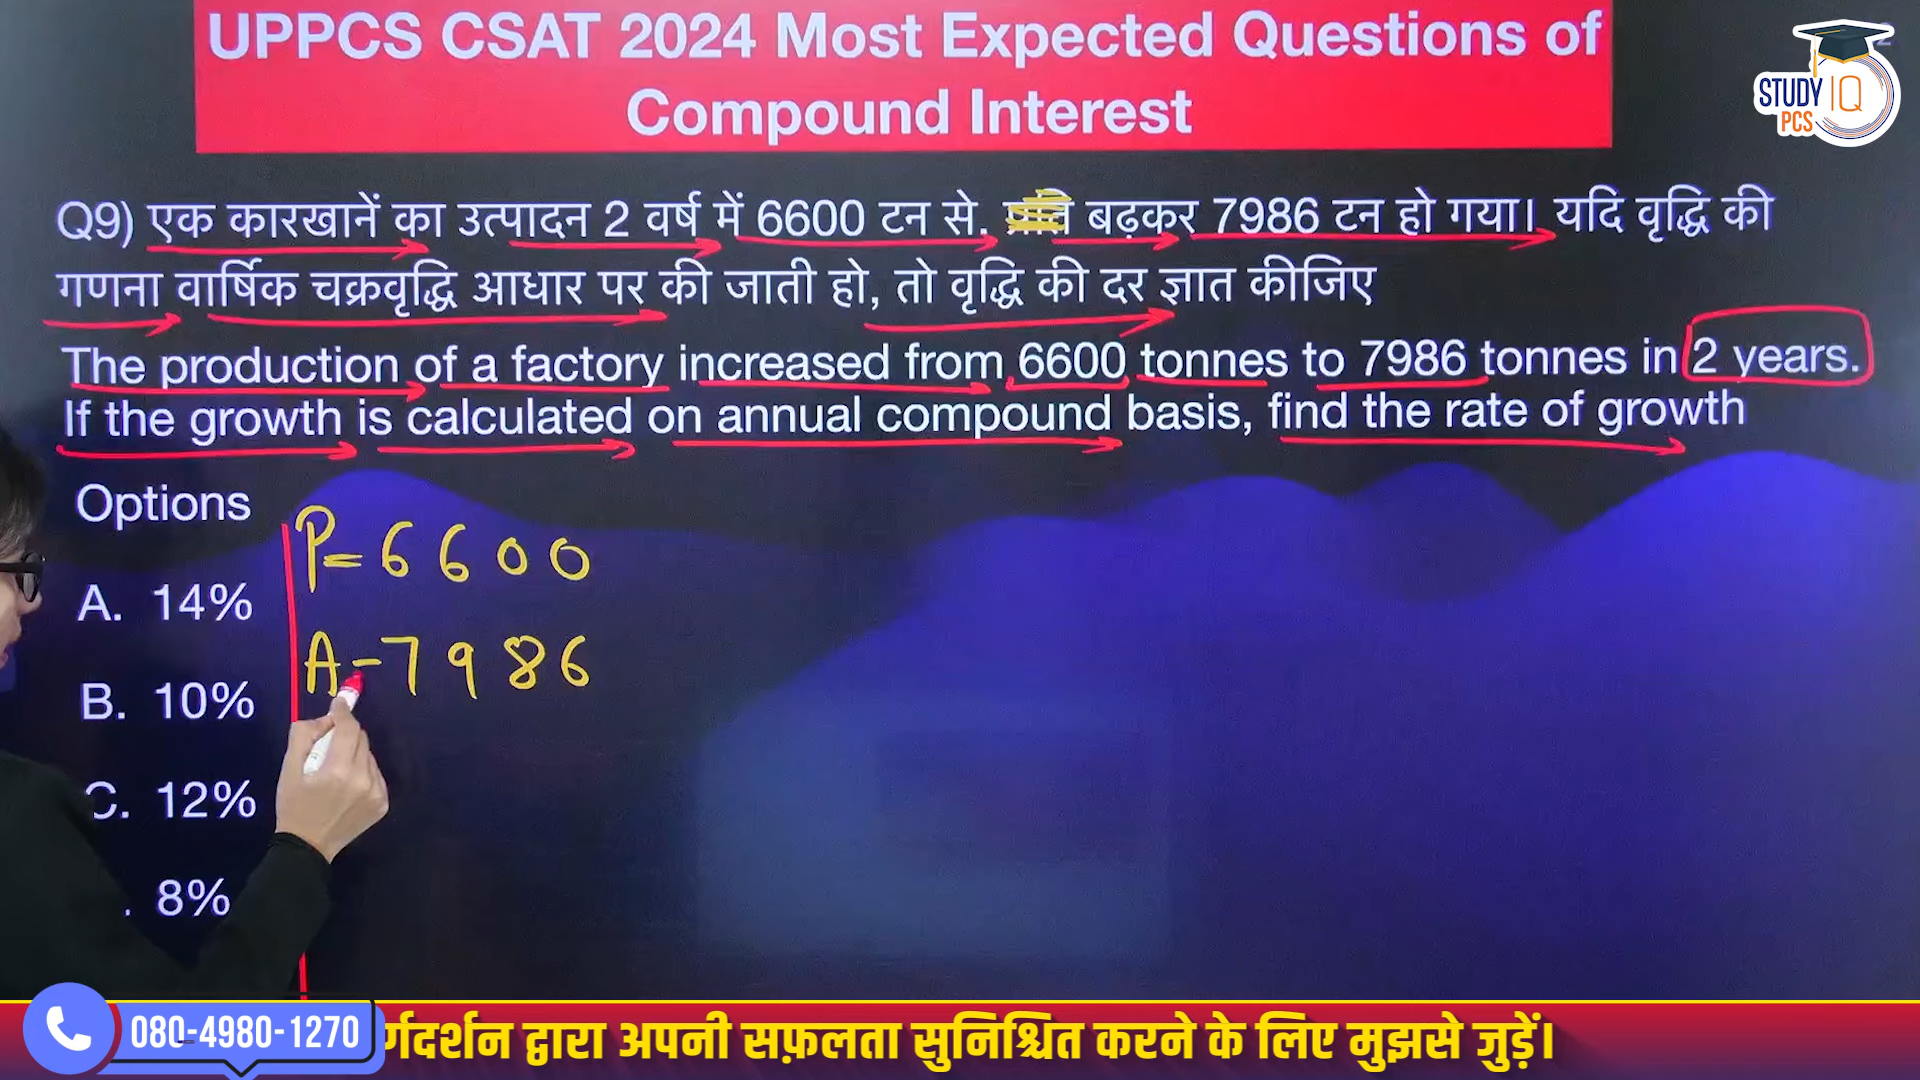 UPPCS CSAT 2024 Most Expected Questions of
Compound Interest
STUDY IQ
PCS
Q9) एक कारखानें का उत्पादन 2 वर्ष में 6600 टन से. बढ़कर 7986 टन हो गया। यदि वृद्धि की
गणना वार्षिक चक्रवृद्धि आधार पर की जाती हो, तो वृद्धि की दर ज्ञात कीजिए
The production of a factory increased from 6600 tonnes to 7986 tonnes in 2 years.
If the growth is calculated on annual compound basis, find the rate of growth
Options
A. 14%
B. 10%
C. 12%
. 8%
P=6600
A-7986
080-4980-1270
र्गदर्शन द्वारा अपनी सफ़लता सुनिश्चित करने के लिए मुझसे जुड़ें।